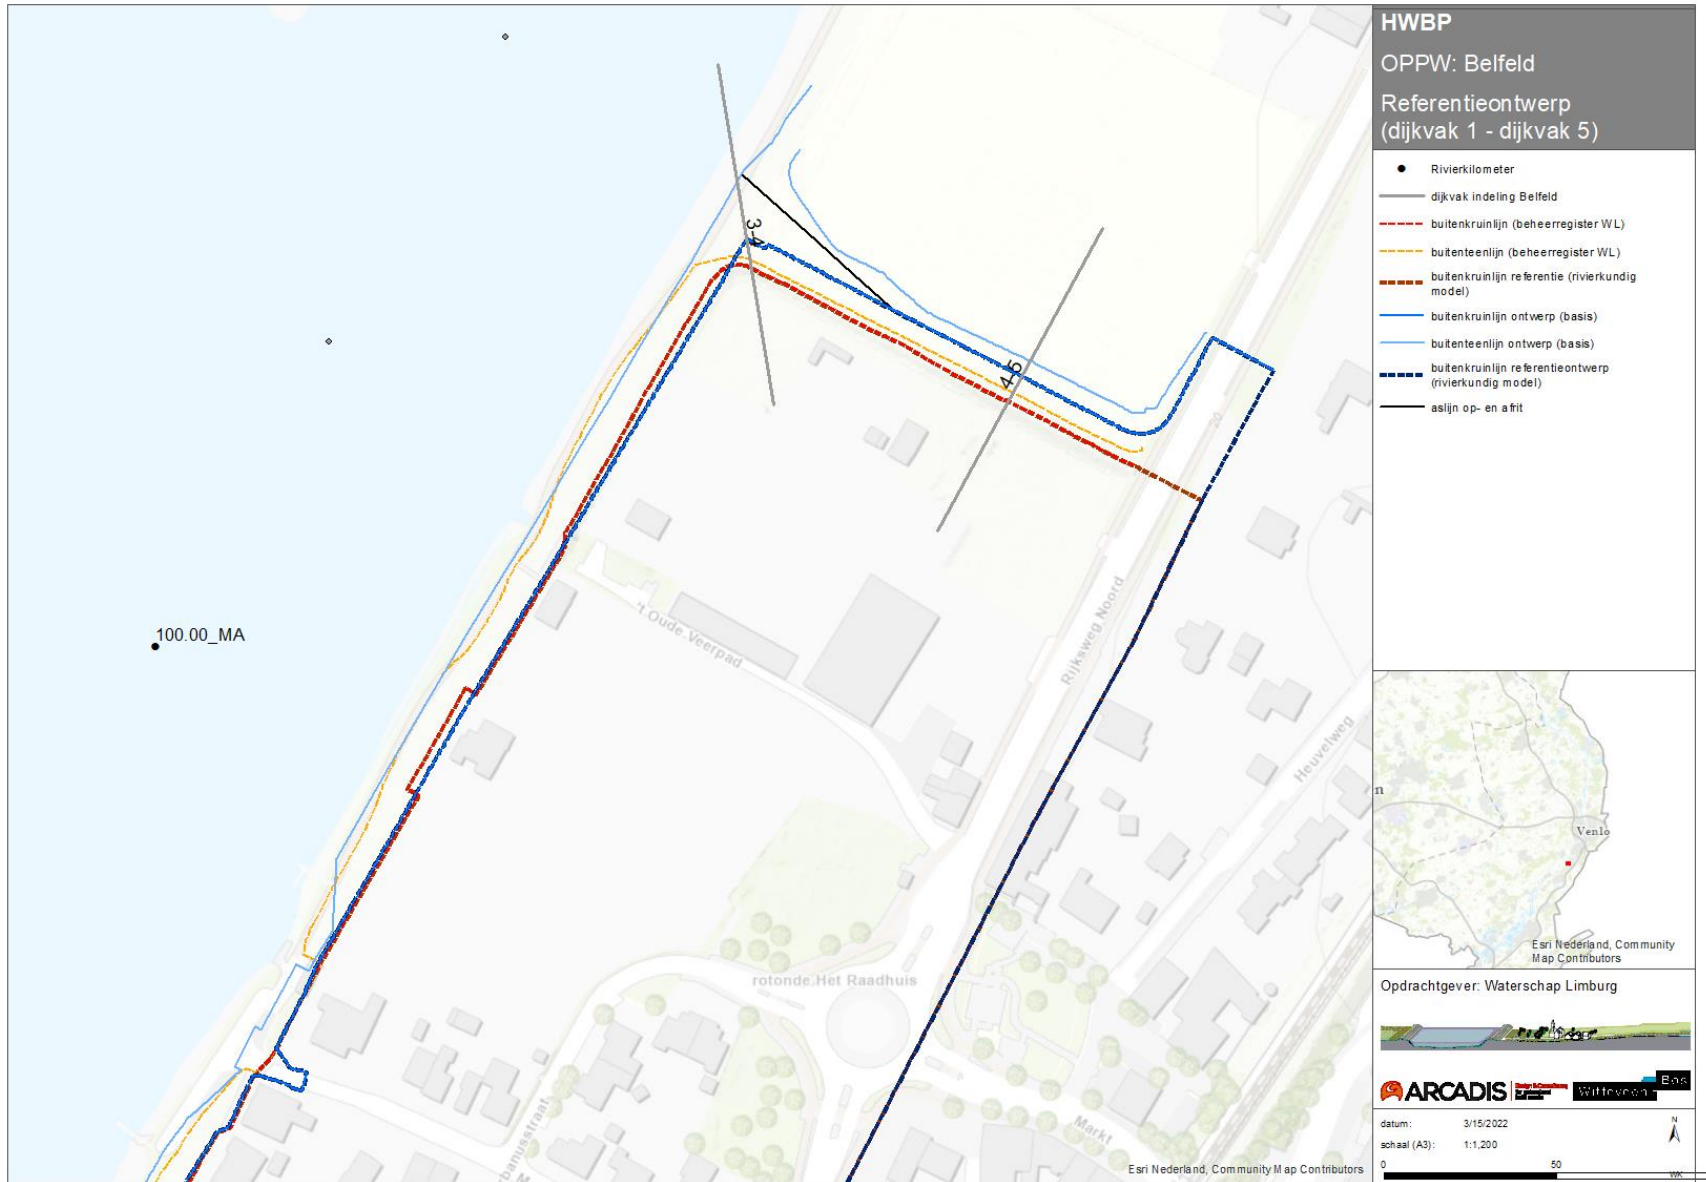 HWBP
OPPW: Belfeld
Referentieontwerp
(dijkvak 1 - dijkvak 5)
Rivierkilometer
dijkvak indeling Belfeld
buitenkruinlijn (beheerregister WL)
buitenteenlijn (beheerregister WL)
buitenkruinlijn referentie (rivierkundig
model)
buitenkruinlijn ontwerp (basis)
buitenteenlijn ontwerp (basis)
buitenkruinlijn referentieontwerp
(rivierkundig model)
aslijn op- en afrit
3-4
4-5
20
100.00_MA
't Oude Veerpad
Rijksweg Noord
Heuvelweg
rotonde Het Raadhuis
Markt
banusstraat
M
Esri Nederland, Community Map Contributors
n
Venlo
Esri Nederland, Community
Map Contributors
Opdrachtgever: Waterschap Limburg
ARCADIS
Witteveen
Bos
datum: 3/15/2022
schaal (A3): 1:1,200
N
0 50
WK